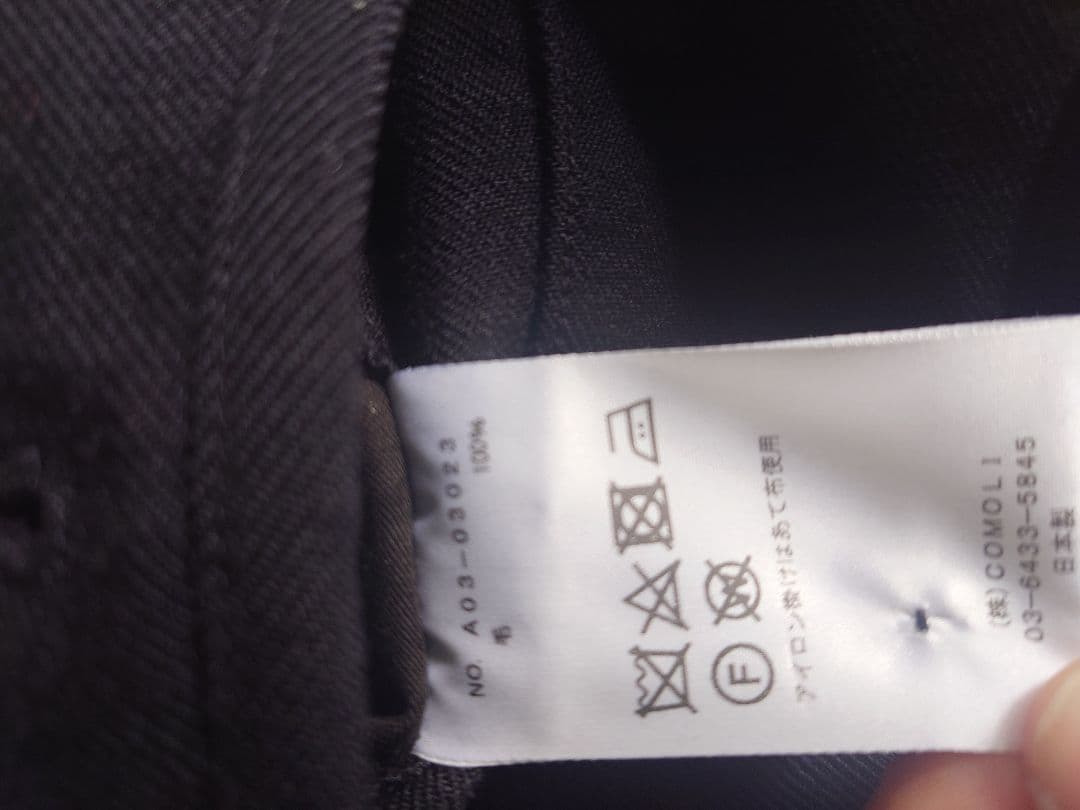 NO. A03-03023
毛 100%
F W
アイロン掛けはあて布使用
(株)COMOLI
03-6433-5845
日本製